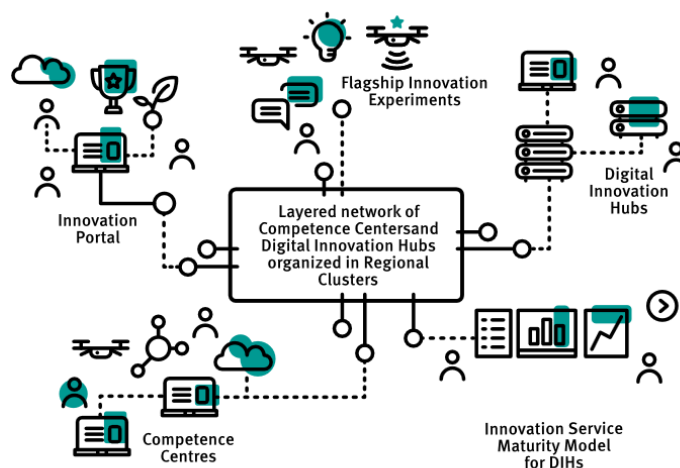 Flagship Innovation
Experiments
Innovation
Portal
Digital
Innovation
Hubs
Layered network of
Competence Centersand
Digital Innovation Hubs
organized in Regional
Clusters
Competence
Centres
Innovation Service
Maturity Model
for DIHs